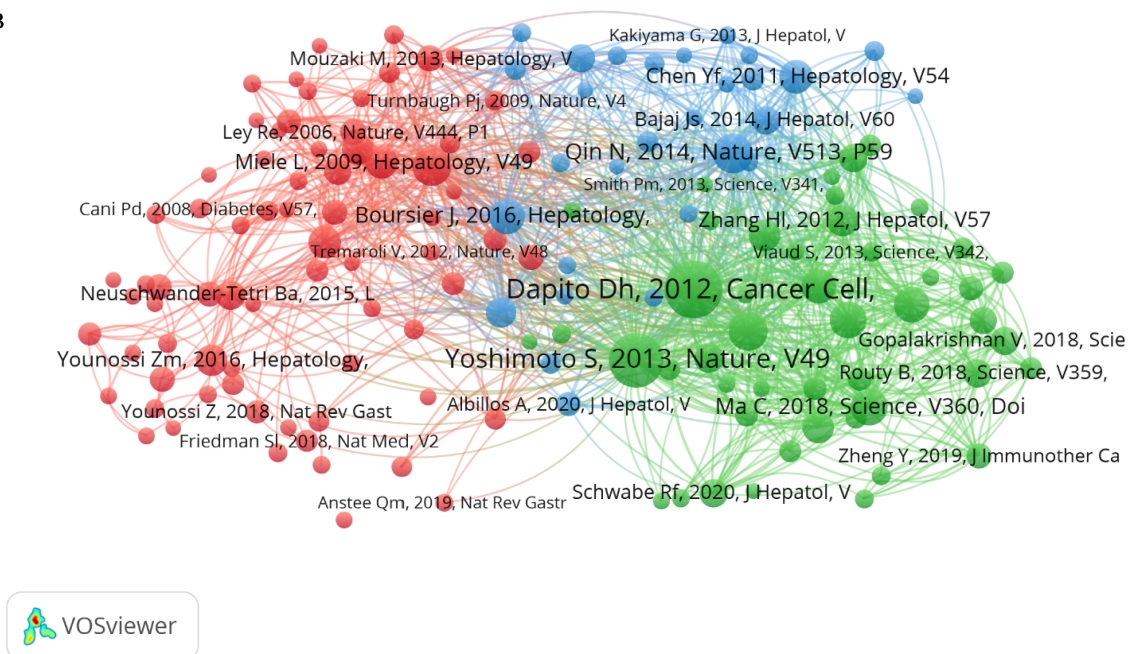 B
Kakiyama G, 2013, J Hepatol, V
Mouzaki M, 2013, Hepatology, V
Chen Yf, 2011, Hepatology, V54
Turnbaugh Pj, 2009, Nature, V4
Bajaj Js, 2014, J Hepatol, V60
Ley Re, 2006, Nature, V444, P1
Qin N, 2014, Nature, V513, P59
Miele L, 2009, Hepatology, V49
Smith Pm, 2013, Science, V341,
Cani Pd, 2008, Diabetes, V57,
Boursier J, 2016, Hepatology,
Zhang Hl, 2012, J Hepatol, V57
Tremaroli V, 2012, Nature, V48
Viaud S, 2013, Science, V342,
Dapito Dh, 2012, Cancer Cell,
Neuschwander-Tetri Ba, 2015, L
Gopalakrishnan V, 2018, Scie
Younossi Zm, 2016, Hepatology,
Yoshimoto S, 2013, Nature, V49
Routy B, 2018, Science, V359,
Albillos A, 2020, J Hepatol, V
Ma C, 2018, Science, V360, Doi
Younossi Z, 2018, Nat Rev Gast
Friedman Sl, 2018, Nat Med, V2
Zheng Y, 2019, J Immunother Ca
Schwabe Rf, 2020, J Hepatol, V
Anstee Qm, 2019, Nat Rev Gastr
VOSviewer